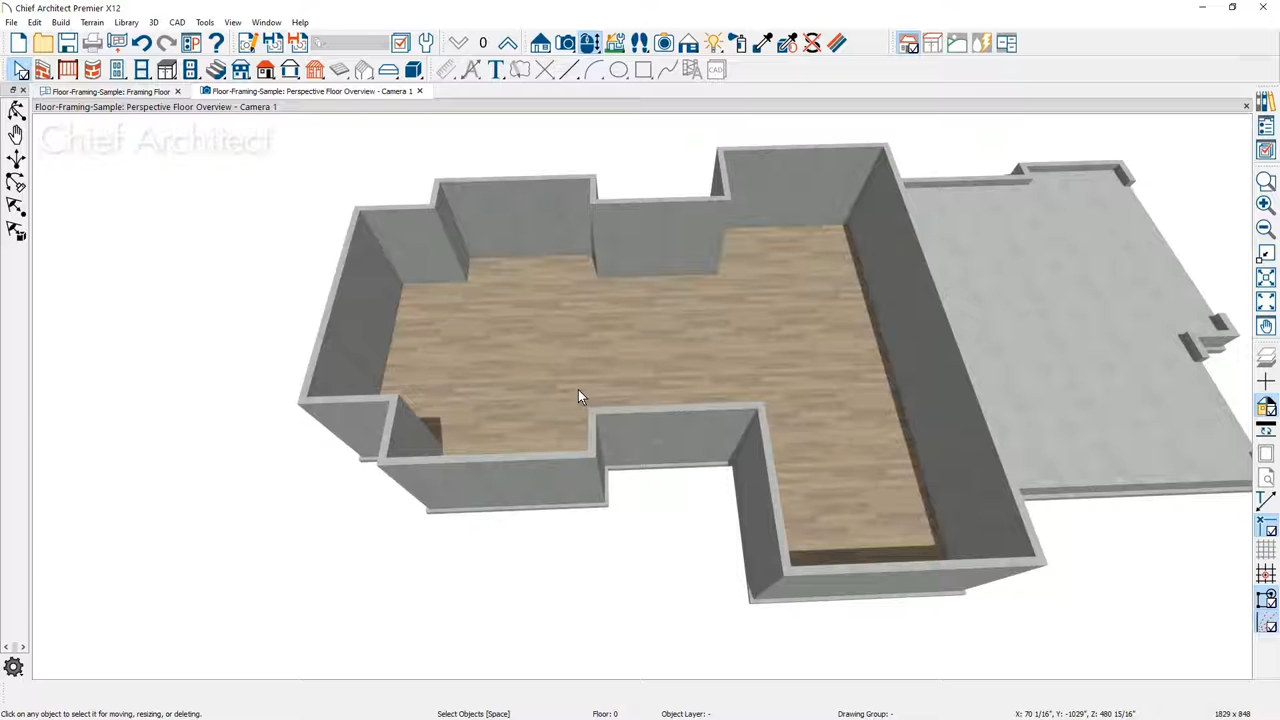 Chief Architect Premier X12
File Edit Build Terrain Library 3D CAD Tools View Window Help
0
CAD
Floor-Framing-Sample: Framing Floor Floor-Framing-Sample: Perspective Floor Overview - Camera 1
Floor-Framing-Sample: Perspective Floor Overview - Camera 1
Chief Architect
Click on any object to select it for moving, resizing, or deleting. Select Objects [Space] Floor: 0 Object Layer: - Drawing Group: - X: 70 1/16", Y: -1029", Z: 480 15/16" 1829 x 848